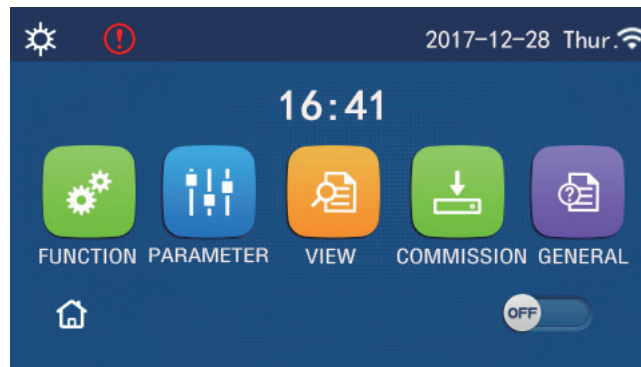 2017-12-28 Thur.
16:41
FUNCTION PARAMETER VIEW COMMISSION GENERAL
OFF